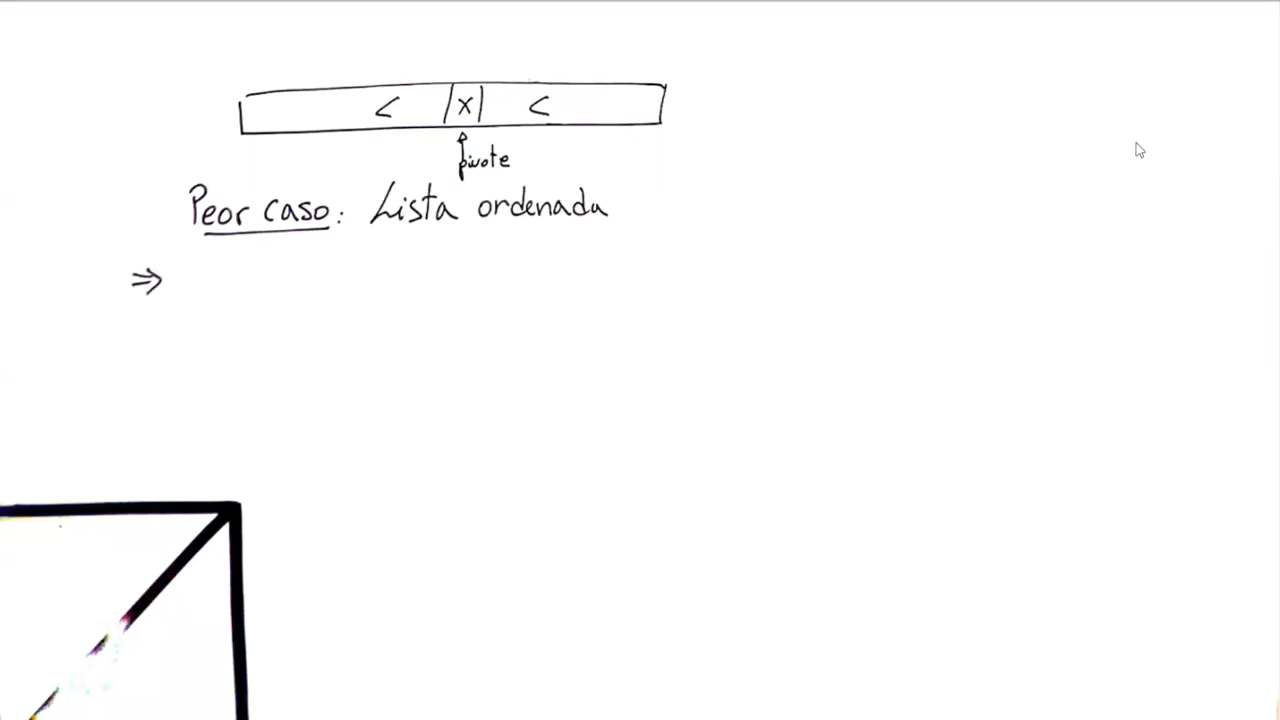 < |x| <
pivote
Peor caso: Lista ordenada
⇒